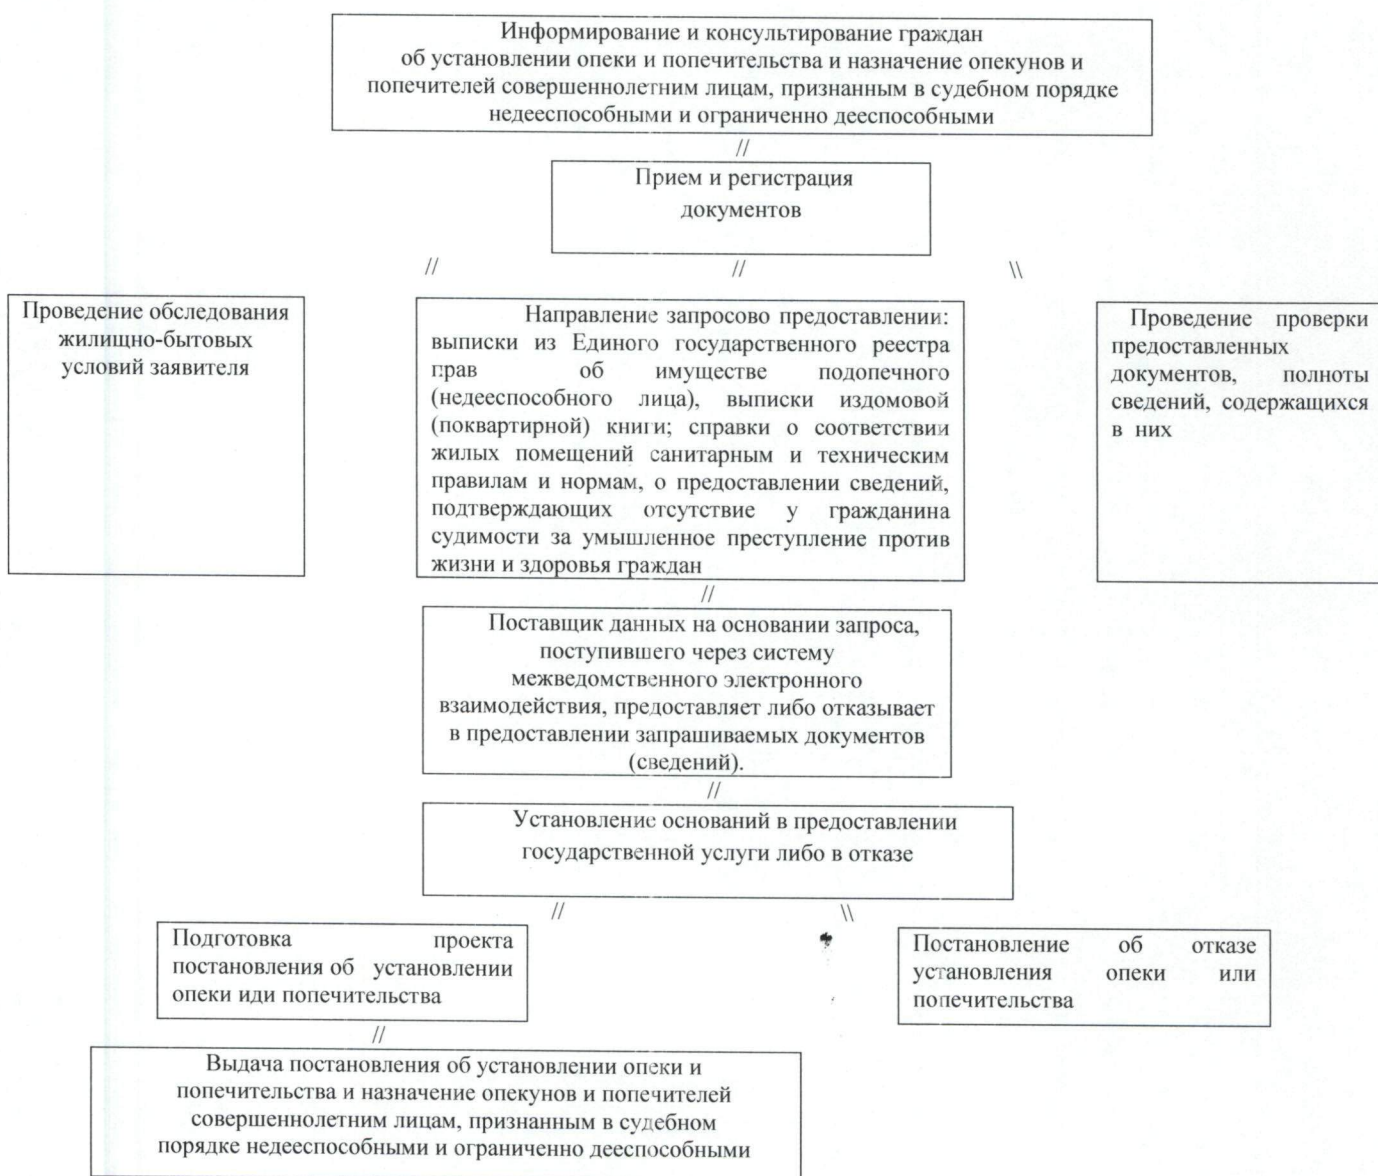 Информирование и консультирование граждан
об установлении опеки и попечительства и назначение опекунов и
попечителей совершеннолетним лицам, признанным в судебном порядке
недееспособными и ограниченно дееспособными
//
Прием и регистрация
документов
// // \\
Проведение обследования
жилищно-бытовых
условий заявителя
Направление запросово предоставлении:
выписки из Единого государственного реестра
прав об имуществе подопечного
(недееспособного лица), выписки издомовой
(поквартирной) книги; справки о соответствии
жилых помещений санитарным и техническим
правилам и нормам, о предоставлении сведений,
подтверждающих отсутствие у гражданина
судимости за умышленное преступление против
жизни и здоровья граждан
Проведение проверки
предоставленных
документов, полноты
сведений, содержащихся
в них
//
Поставщик данных на основании запроса,
поступившего через систему
межведомственного электронного
взаимодействия, предоставляет либо отказывает
в предоставлении запрашиваемых документов
(сведений).
//
Установление оснований в предоставлении
государственной услуги либо в отказе
// \\
Подготовка проекта
постановления об установлении
опеки иди попечительства
Постановление об отказе
установления опеки или
попечительства
//
Выдача постановления об установлении опеки и
попечительства и назначение опекунов и попечителей
совершеннолетним лицам, признанным в судебном
порядке недееспособными и ограниченно дееспособными